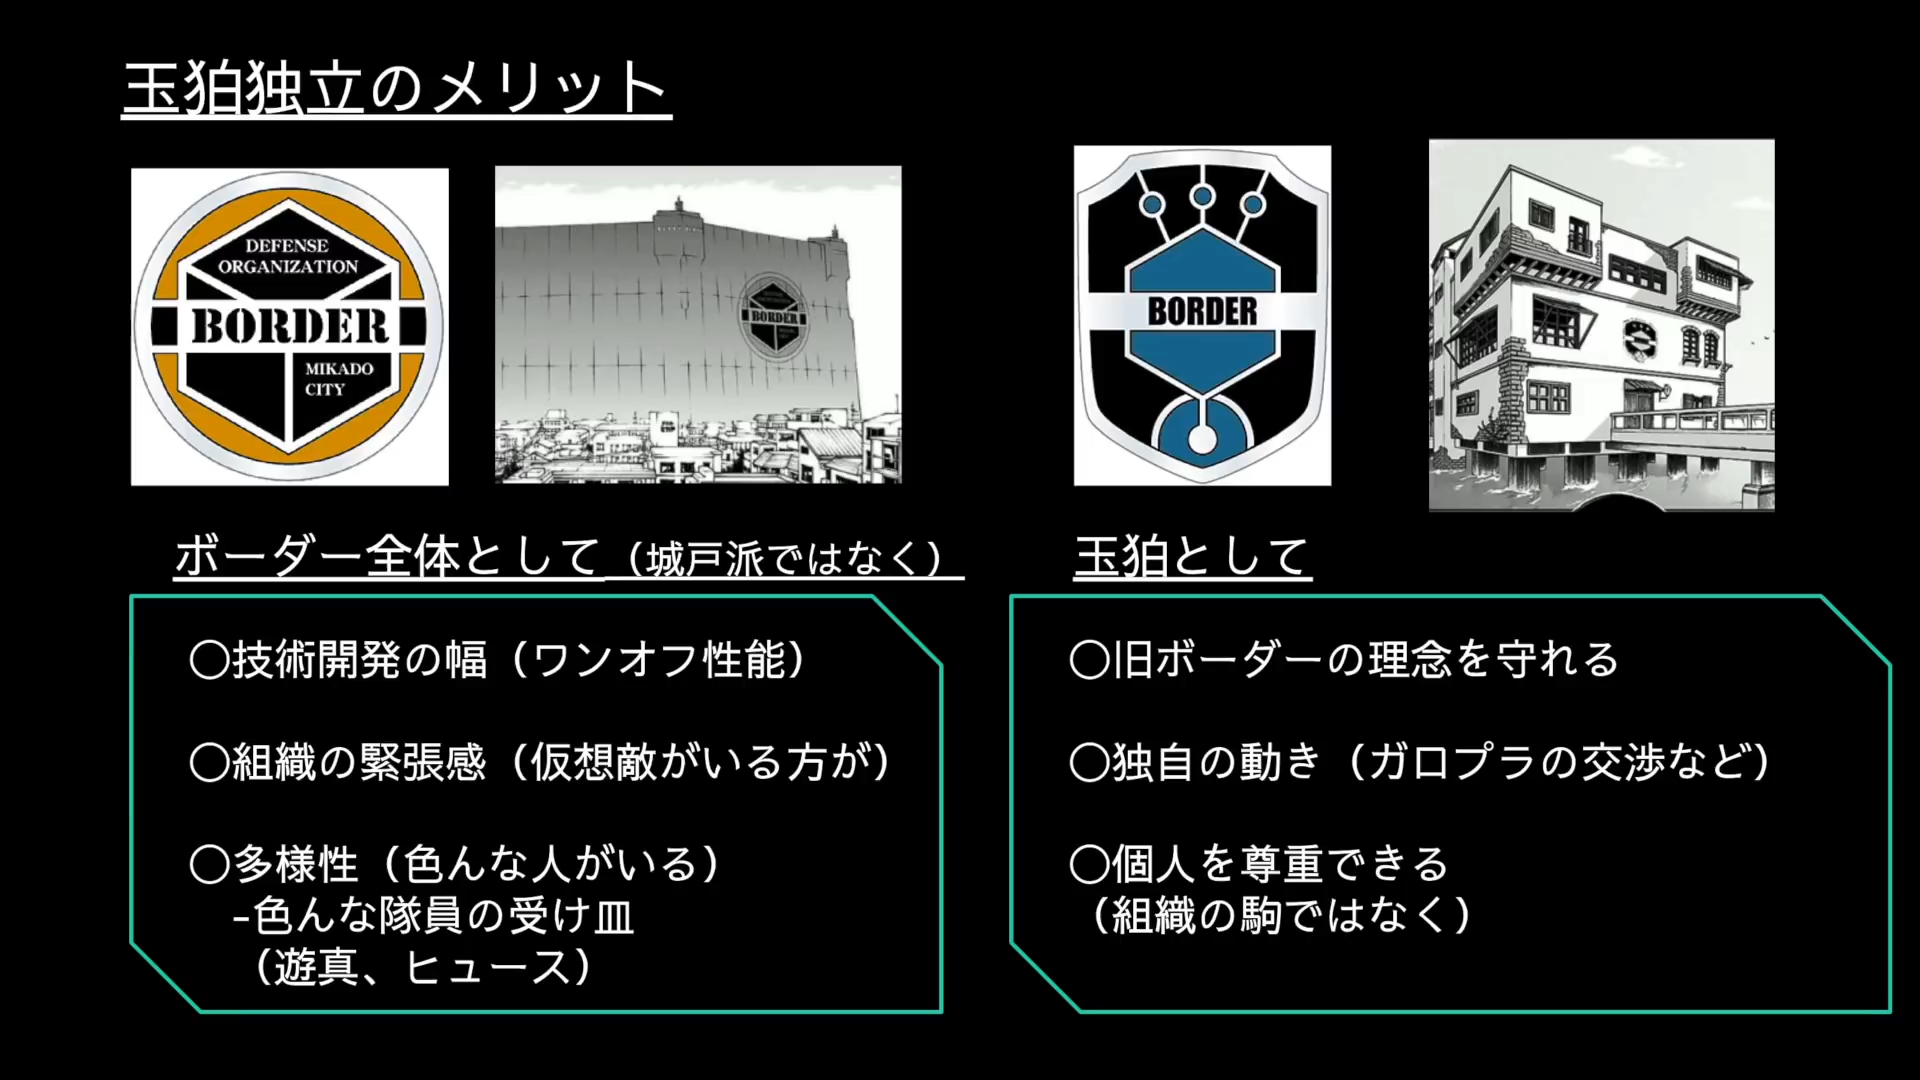 玉狛独立のメリット
DEFENSE
ORGANIZATION
BORDER
MIKADO
CITY
BORDER
BORDER
ボーダー全体として（城戸派ではなく）
〇技術開発の幅（ワンオフ性能）
〇組織の緊張感（仮想敵がいる方が）
〇多様性（色んな人がいる）
-色んな隊員の受け皿
（遊真、ヒュース）
玉狛として
〇旧ボーダーの理念を守れる
〇独自の動き（ガロプラの交渉など）
〇個人を尊重できる
（組織の駒ではなく）